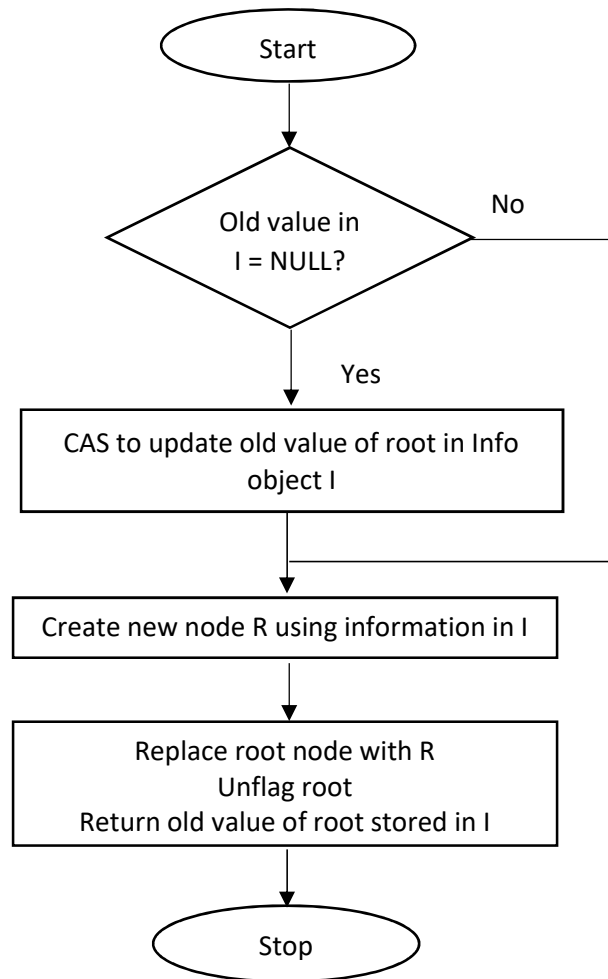 Start
Old value in
I = NULL?
No
Yes
CAS to update old value of root in Info
object I
Create new node R using information in I
Replace root node with R
Unflag root
Return old value of root stored in I
Stop